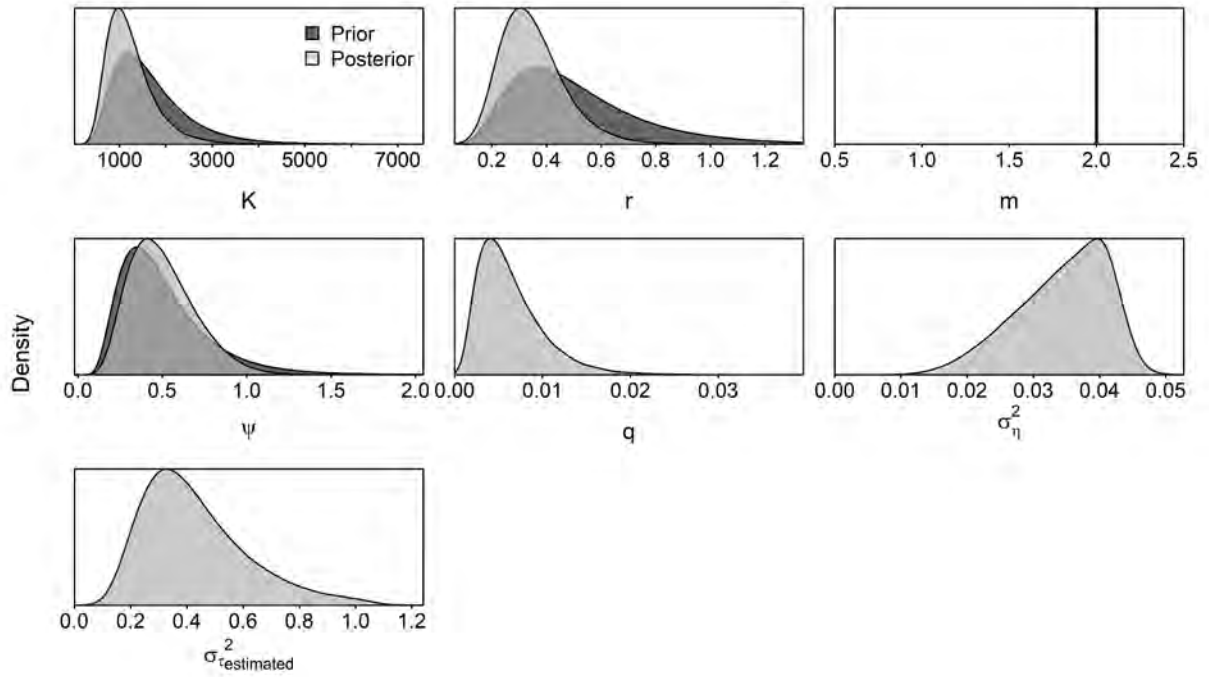 Prior
Posterior
1000 3000 5000 7000
K
0.2 0.4 0.6 0.8 1.0 1.2
r
0.5 1.0 1.5 2.0 2.5
m
Density
0.0 0.5 1.0 1.5 2.0
ψ
0.00 0.01 0.02 0.03
q
0.00 0.01 0.02 0.03 0.04 0.05
σ²η
0.0 0.2 0.4 0.6 0.8 1.0 1.2
σ²τestimated